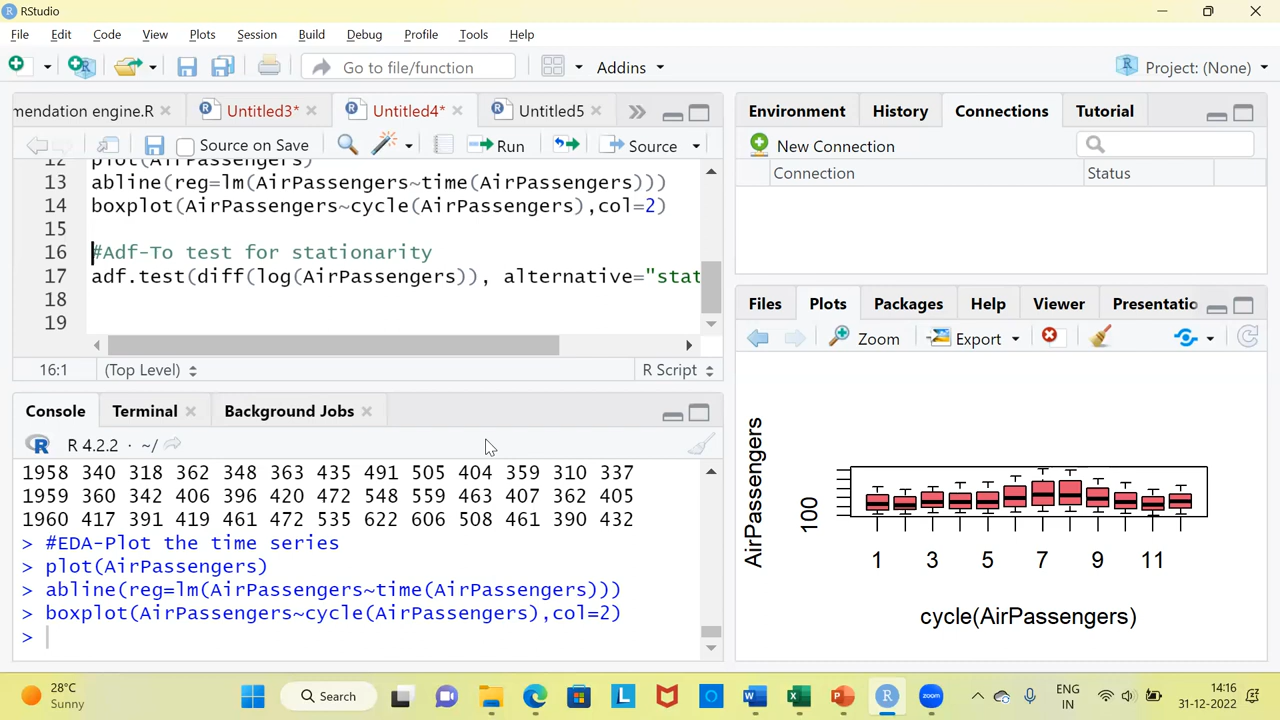 RStudio
File Edit Code View Plots Session Build Debug Profile Tools Help
Go to file/function Addins Project: (None)
mendation engine.R Untitled3* Untitled4* Untitled5
Source on Save Run Source
12 plot(AirPassengers)
13 abline(reg=lm(AirPassengers~time(AirPassengers)))
14 boxplot(AirPassengers~cycle(AirPassengers),col=2)
15
16 #Adf-To test for stationarity
17 adf.test(diff(log(AirPassengers)), alternative="stat
18
19
16:1 (Top Level) R Script
Console Terminal Background Jobs
R 4.2.2 · ~/
1958 340 318 362 348 363 435 491 505 404 359 310 337
1959 360 342 406 396 420 472 548 559 463 407 362 405
1960 417 391 419 461 472 535 622 606 508 461 390 432
> #EDA-Plot the time series
> plot(AirPassengers)
> abline(reg=lm(AirPassengers~time(AirPassengers)))
> boxplot(AirPassengers~cycle(AirPassengers),col=2)
>
Environment History Connections Tutorial
New Connection
Connection Status
Files Plots Packages Help Viewer Presentatio
Zoom Export
AirPassengers
100
1 3 5 7 9 11
cycle(AirPassengers)
28°C
Sunny
Search
zoom
ENG
IN
14:16
31-12-2022